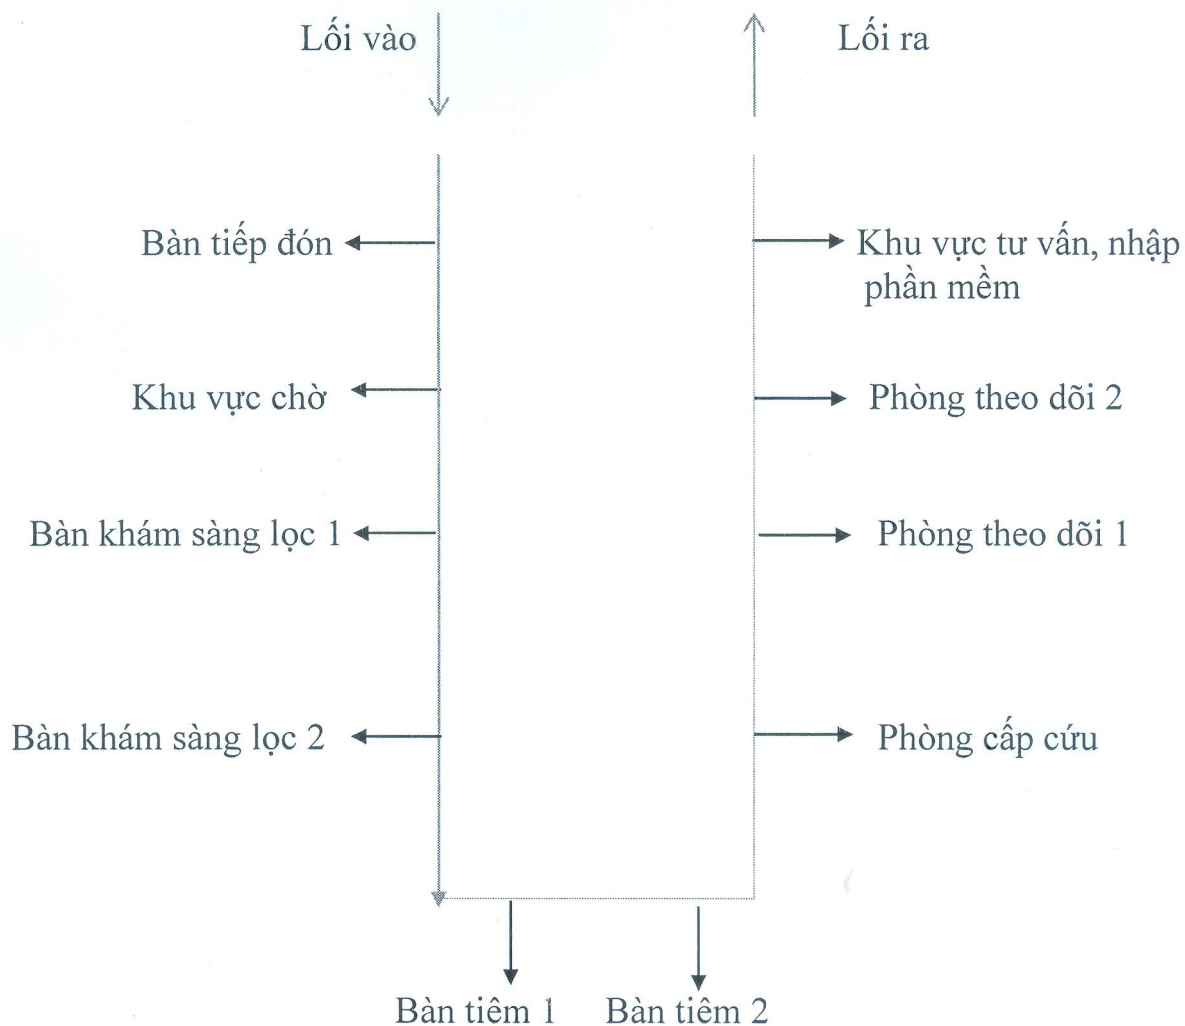 Lối vào
Lối ra
Bàn tiếp đón
Khu vực tư vấn, nhập
phần mềm
Khu vực chờ
Phòng theo dõi 2
Bàn khám sàng lọc 1
Phòng theo dõi 1
Bàn khám sàng lọc 2
Phòng cấp cứu
Bàn tiêm 1
Bàn tiêm 2